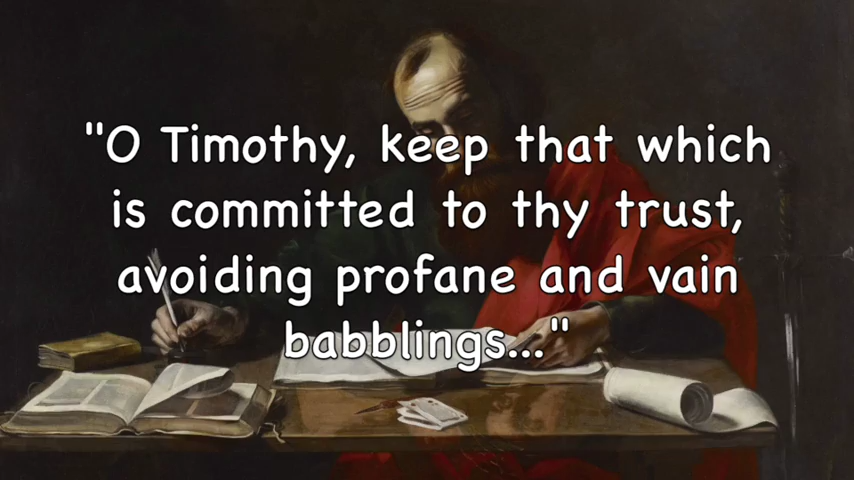 "O Timothy, keep that which
is committed to thy trust,
avoiding profane and vain
babblings..."